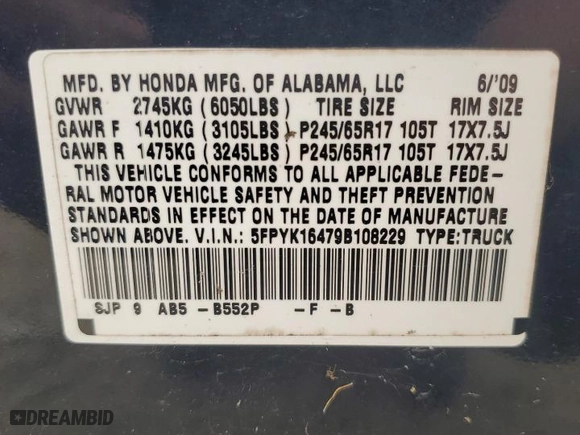 MFD. BY HONDA MFG. OF ALABAMA, LLC 6/'09
GVWR 2745KG (6050LBS) TIRE SIZE RIM SIZE
GAWR F 1410KG (3105LBS) P245/65R17 105T 17X7.5J
GAWR R 1475KG (3245LBS) P245/65R17 105T 17X7.5J
THIS VEHICLE CONFORMS TO ALL APPLICABLE FEDE-
RAL MOTOR VEHICLE SAFETY AND THEFT PREVENTION
STANDARDS IN EFFECT ON THE DATE OF MANUFACTURE
SHOWN ABOVE. V.I.N.: 5FPYK16479B108229 TYPE:TRUCK
SJP 9 AB5 -B552P -F -B
DREAMBID